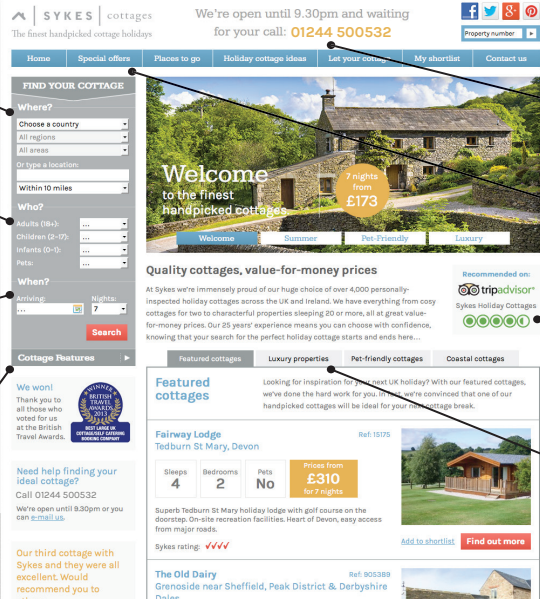 SYKES cottages
The finest handpicked cottage holidays
We're open until 9.30pm and waiting
for your call: 01244 500532
Property number
Home Special offers Places to go Holiday cottage ideas Let your cottage My shortlist Contact us
FIND YOUR COTTAGE
Where?
Choose a country
All regions
All areas
Or type a location:
Within 10 miles
Who?
Adults (18+): ...
Children (2-17): ...
Infants (0-1): ...
Pets: ...
When?
Arriving: Nights:
... 7
Search
Cottage Features
Welcome
to the finest
handpicked cottages
7 nights
from
£173
Welcome Summer Pet-Friendly Luxury
Quality cottages, value-for-money prices
At Sykes we're immensely proud of our huge choice of over 4,000 personally-
inspected holiday cottages across the UK and Ireland. We have everything from cosy
cottages for two to characterful properties sleeping 20 or more, all at great value-
for-money prices. Our 25 years' experience means you can choose with confidence,
knowing that your search for the perfect holiday cottage starts and ends here...
Recommended on:
tripadvisor®
Sykes Holiday Cottages
Featured cottages Luxury properties Pet-friendly cottages Coastal cottages
We won!
Thank you to
all those who
voted for us
at the British
Travel Awards.
WINNER
BRITISH
TRAVEL
AWARDS
2013
BEST LARGE UK
COTTAGE/SELF CATERING
BOOKING COMPANY
Need help finding your
ideal cottage?
Call 01244 500532
We're open until 9.30pm or you
can e-mail us.
Our third cottage with
Sykes and they were all
excellent. Would
recommend you to
Featured
cottages
Looking for inspiration for your next UK holiday? With our featured cottages,
we've done the hard work for you. In fact, we're convinced that one of our
handpicked cottages will be ideal for your next cottage break.
Fairway Lodge Ref: 15175
Tedburn St Mary, Devon
Sleeps
4
Bedrooms
2
Pets
No
Prices from
£310
for 7 nights
Superb Tedburn St Mary holiday lodge with golf course on the
doorstep. On-site recreation facilities. Heart of Devon, easy access
from major roads.
Sykes rating:
Add to shortlist Find out more
The Old Dairy Ref: 905389
Grenoside near Sheffield, Peak District & Derbyshire
Dales